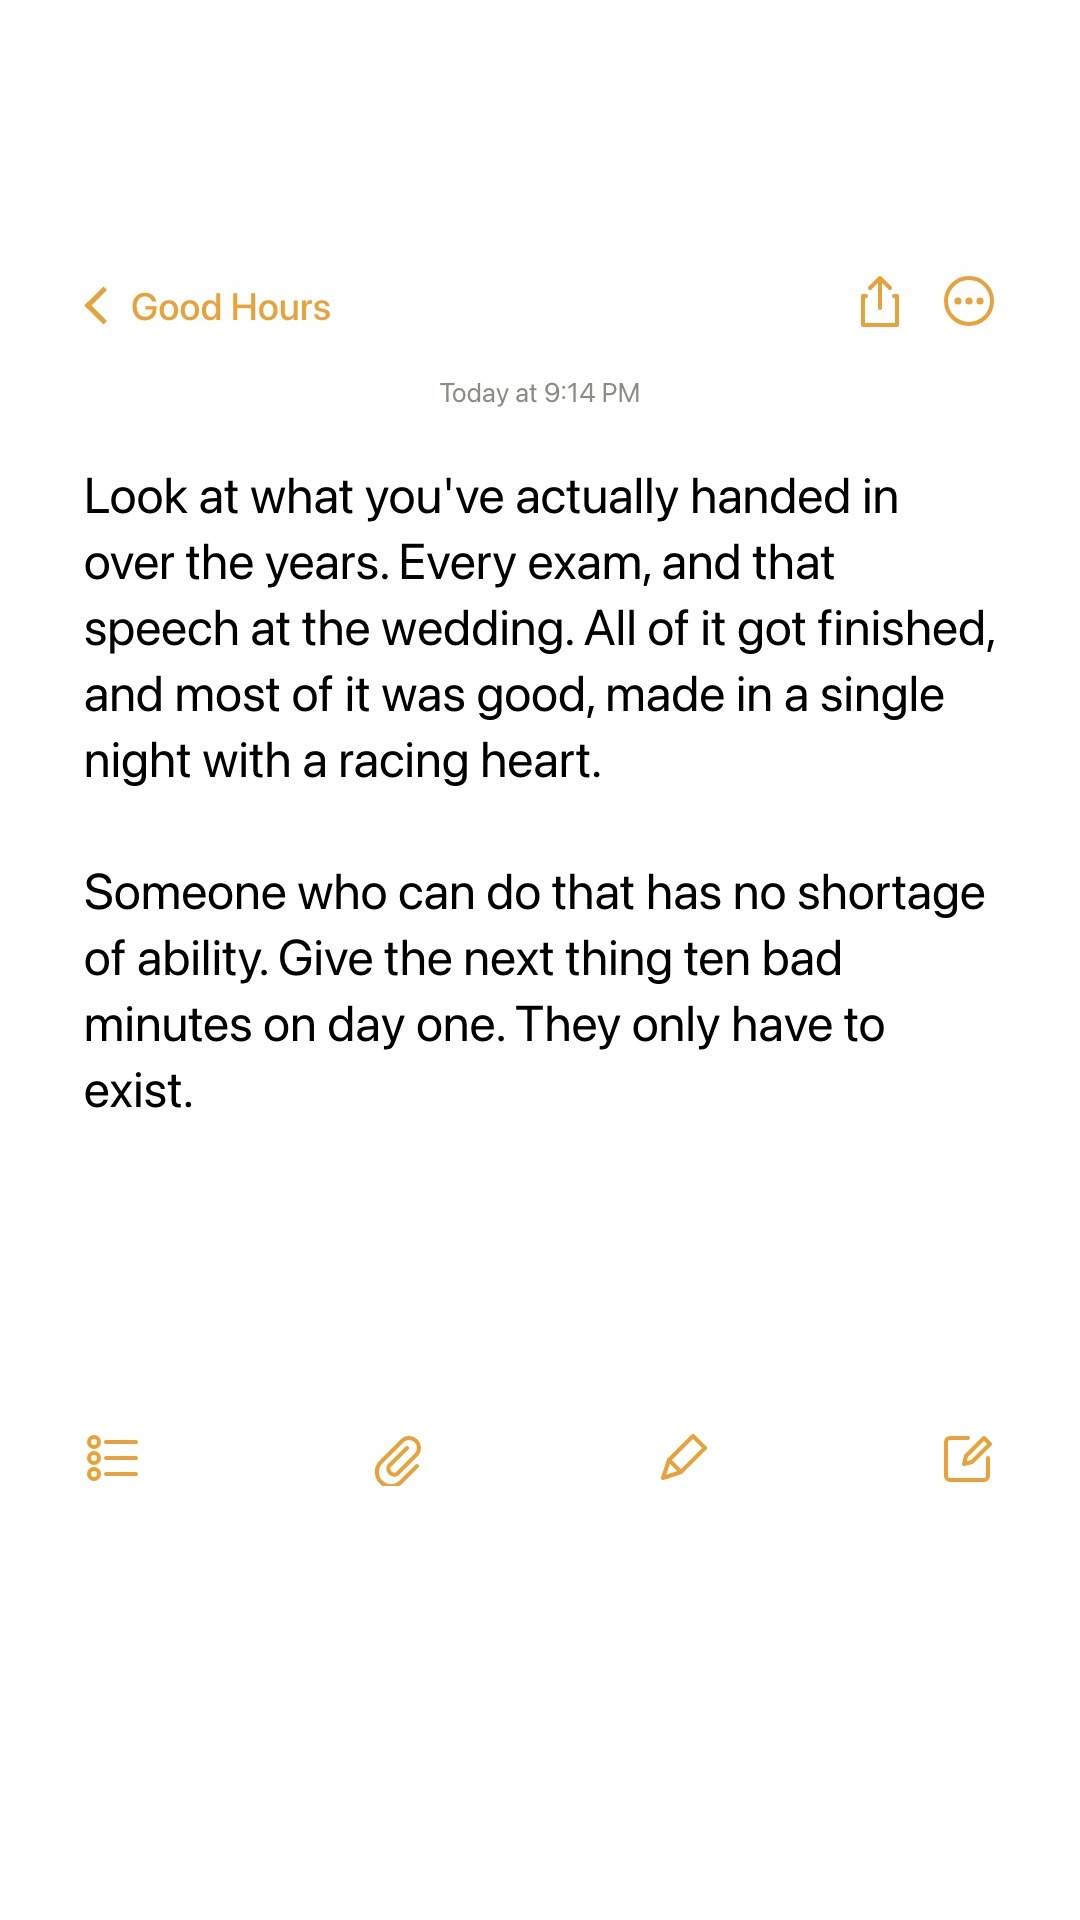 Good Hours
Today at 9:14 PM
Look at what you've actually handed in
over the years. Every exam, and that
speech at the wedding. All of it got finished,
and most of it was good, made in a single
night with a racing heart.
Someone who can do that has no shortage
of ability. Give the next thing ten bad
minutes on day one. They only have to
exist.